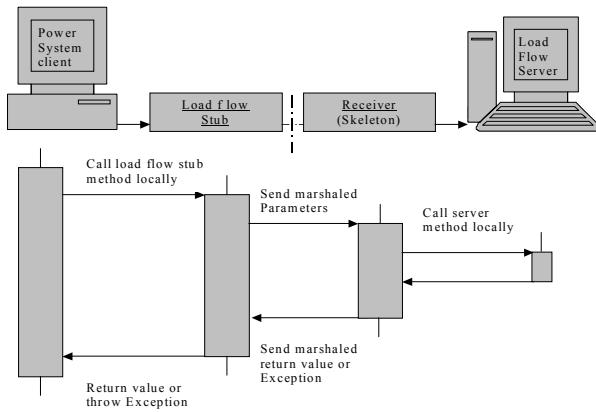 Power
System
client
Load flow
Stub
Receiver
(Skeleton)
Load
Flow
Server
Call load flow stub
method locally
Send marshaled
Parameters
Call server
method locally
Send marshaled
return value or
Exception
Return value or
throw Exception